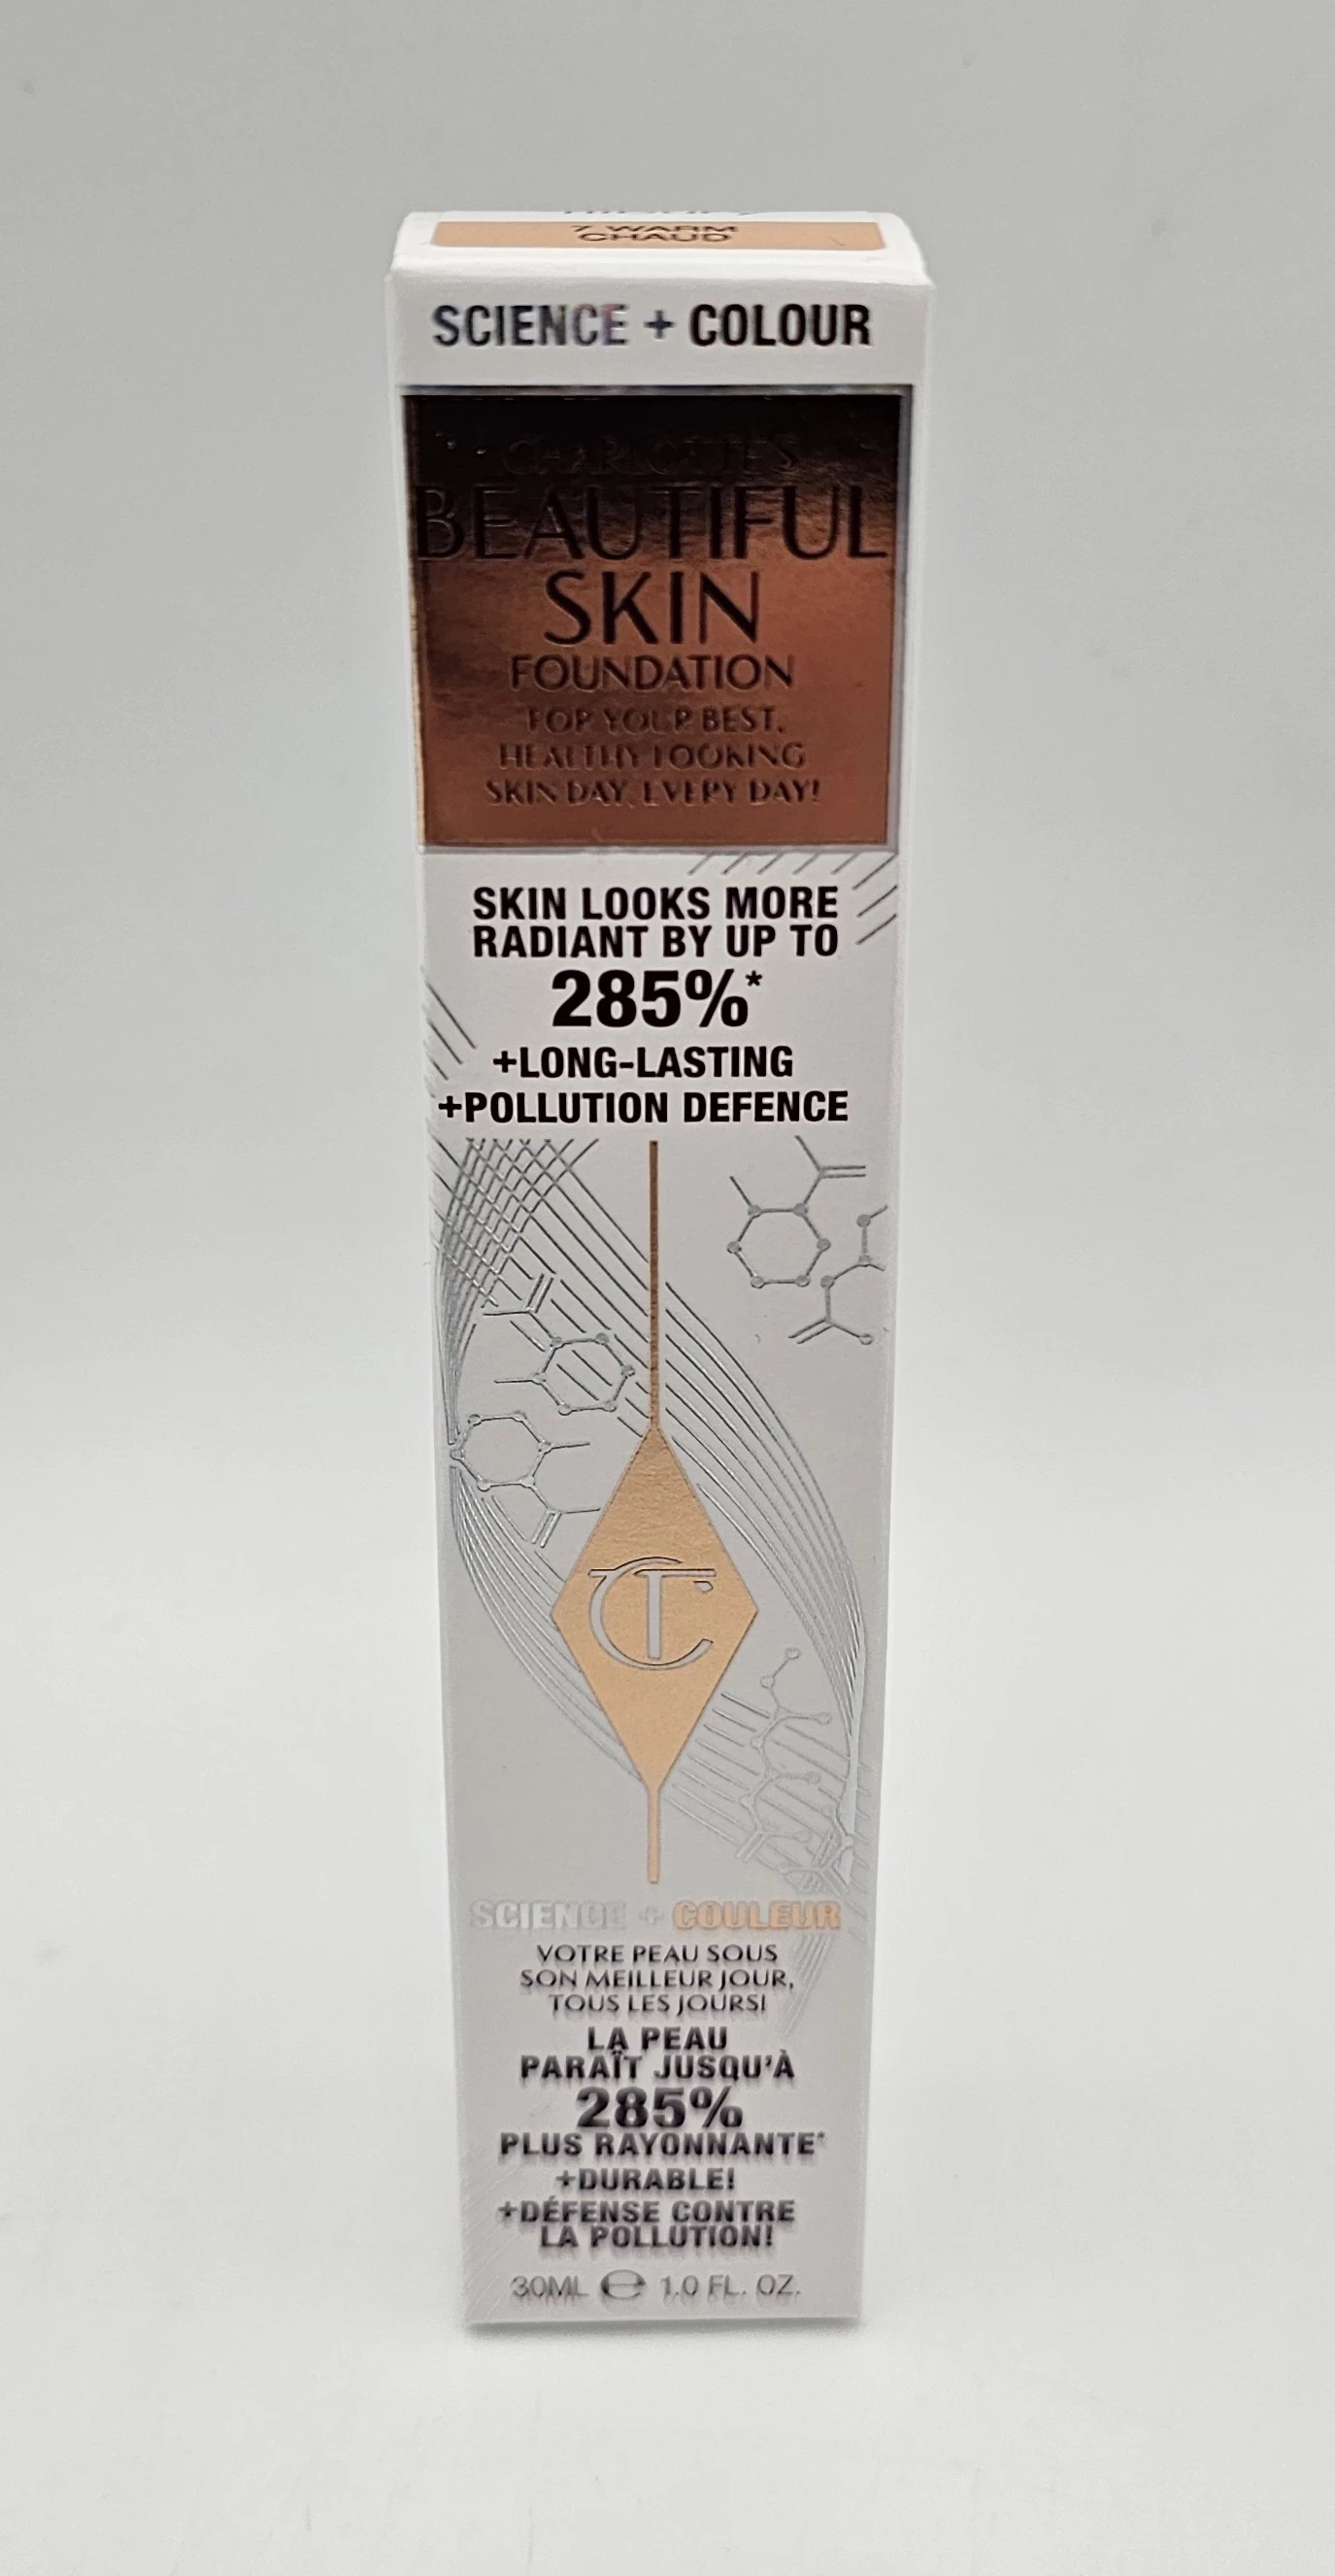 7 WARM
CHAUD
SCIENCE + COLOUR
CHARLOTTE'S
BEAUTIFUL
SKIN
FOUNDATION
FOR YOUR BEST,
HEALTHY LOOKING
SKIN DAY, EVERY DAY!
SKIN LOOKS MORE
RADIANT BY UP TO
285%*
+LONG-LASTING
+POLLUTION DEFENCE
CT
SCIENCE + COULEUR
VOTRE PEAU SOUS
SON MEILLEUR JOUR,
TOUS LES JOURS!
LA PEAU
PARAÎT JUSQU'À
285%
PLUS RAYONNANTE*
+DURABLE!
+DÉFENSE CONTRE
LA POLLUTION!
30ML ℮ 1.0 FL. OZ.